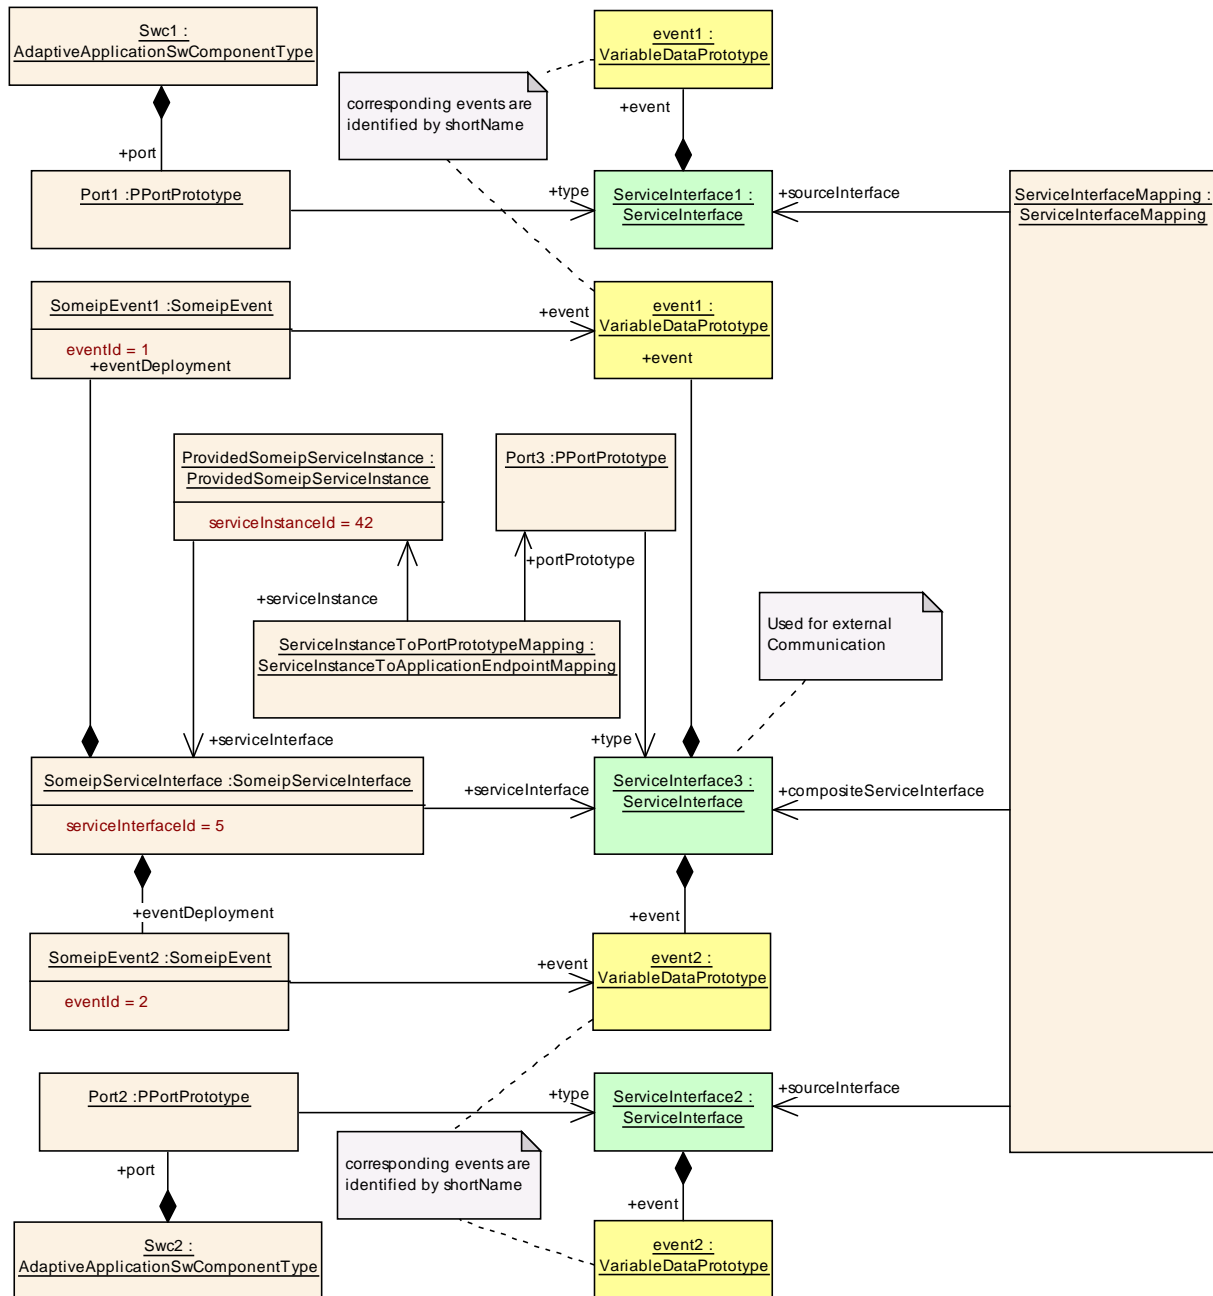 Swc1 :
AdaptiveApplicationSwComponentType
event1 :
VariableDataPrototype
corresponding events are
identified by shortName
+event
+port
Port1 :PPortPrototype
+type
ServiceInterface1 :
ServiceInterface
+sourceInterface
ServiceInterfaceMapping :
ServiceInterfaceMapping
SomeipEvent1 :SomeipEvent
eventId = 1
+event
event1 :
VariableDataPrototype
+eventDeployment
+event
ProvidedSomeipServiceInstance :
ProvidedSomeipServiceInstance
serviceInstanceId = 42
Port3 :PPortPrototype
+portPrototype
+serviceInstance
ServiceInstanceToPortPrototypeMapping :
ServiceInstanceToApplicationEndpointMapping
Used for external
Communication
+serviceInterface
+type
SomeipServiceInterface :SomeipServiceInterface
serviceInterfaceId = 5
+serviceInterface
ServiceInterface3 :
ServiceInterface
+compositeServiceInterface
+eventDeployment
+event
SomeipEvent2 :SomeipEvent
eventId = 2
+event
event2 :
VariableDataPrototype
Port2 :PPortPrototype
+type
ServiceInterface2 :
ServiceInterface
+sourceInterface
+port
corresponding events are
identified by shortName
+event
Swc2 :
AdaptiveApplicationSwComponentType
event2 :
VariableDataPrototype